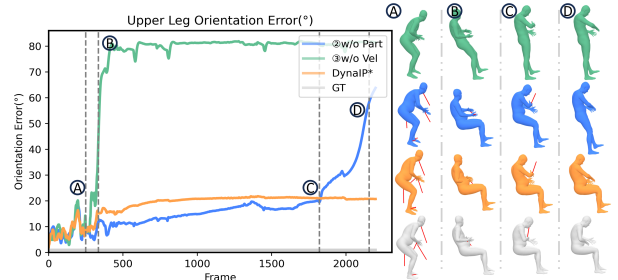 Upper Leg Orientation Error(°)
Orientation Error(°)
80
70
60
50
40
30
20
10
0
0
500
1000
1500
2000
Frame
②w/o Part
③w/o Vel
DynaIP*
GT
A
B
C
D
A
B
C
D